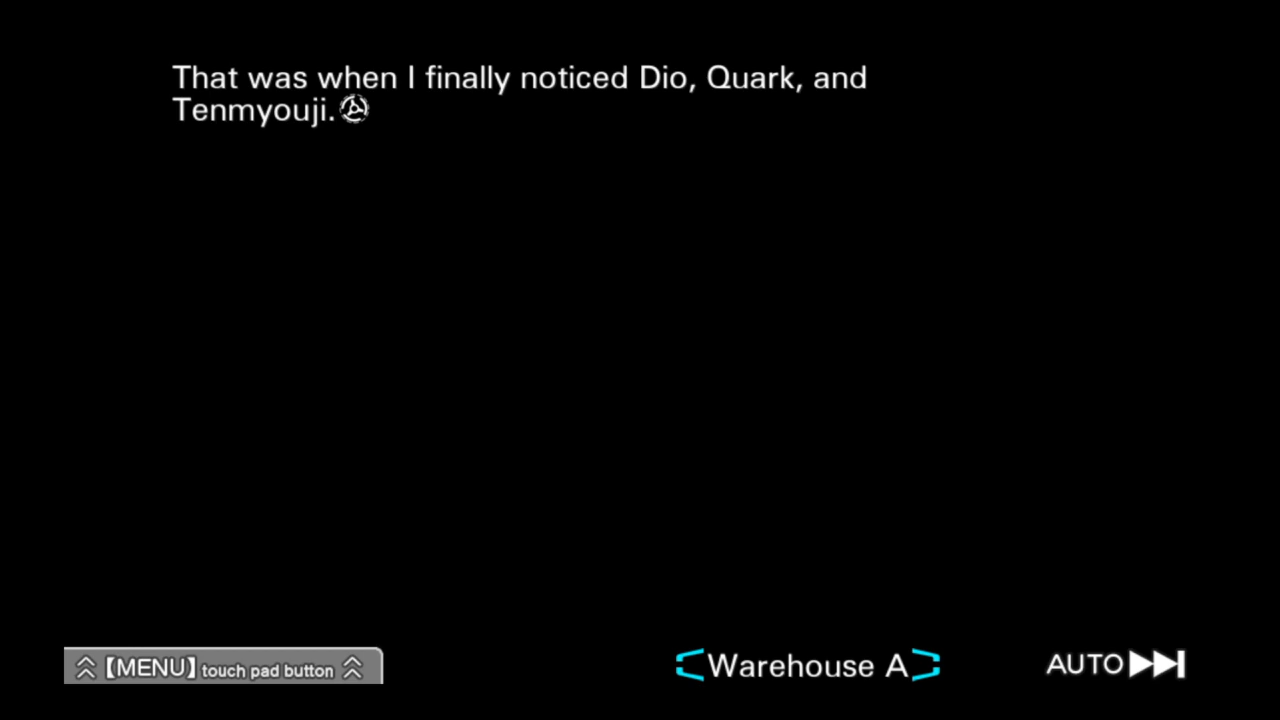 That was when I finally noticed Dio, Quark, and
Tenmyouji.
【MENU】touch pad button
Warehouse A
AUTO